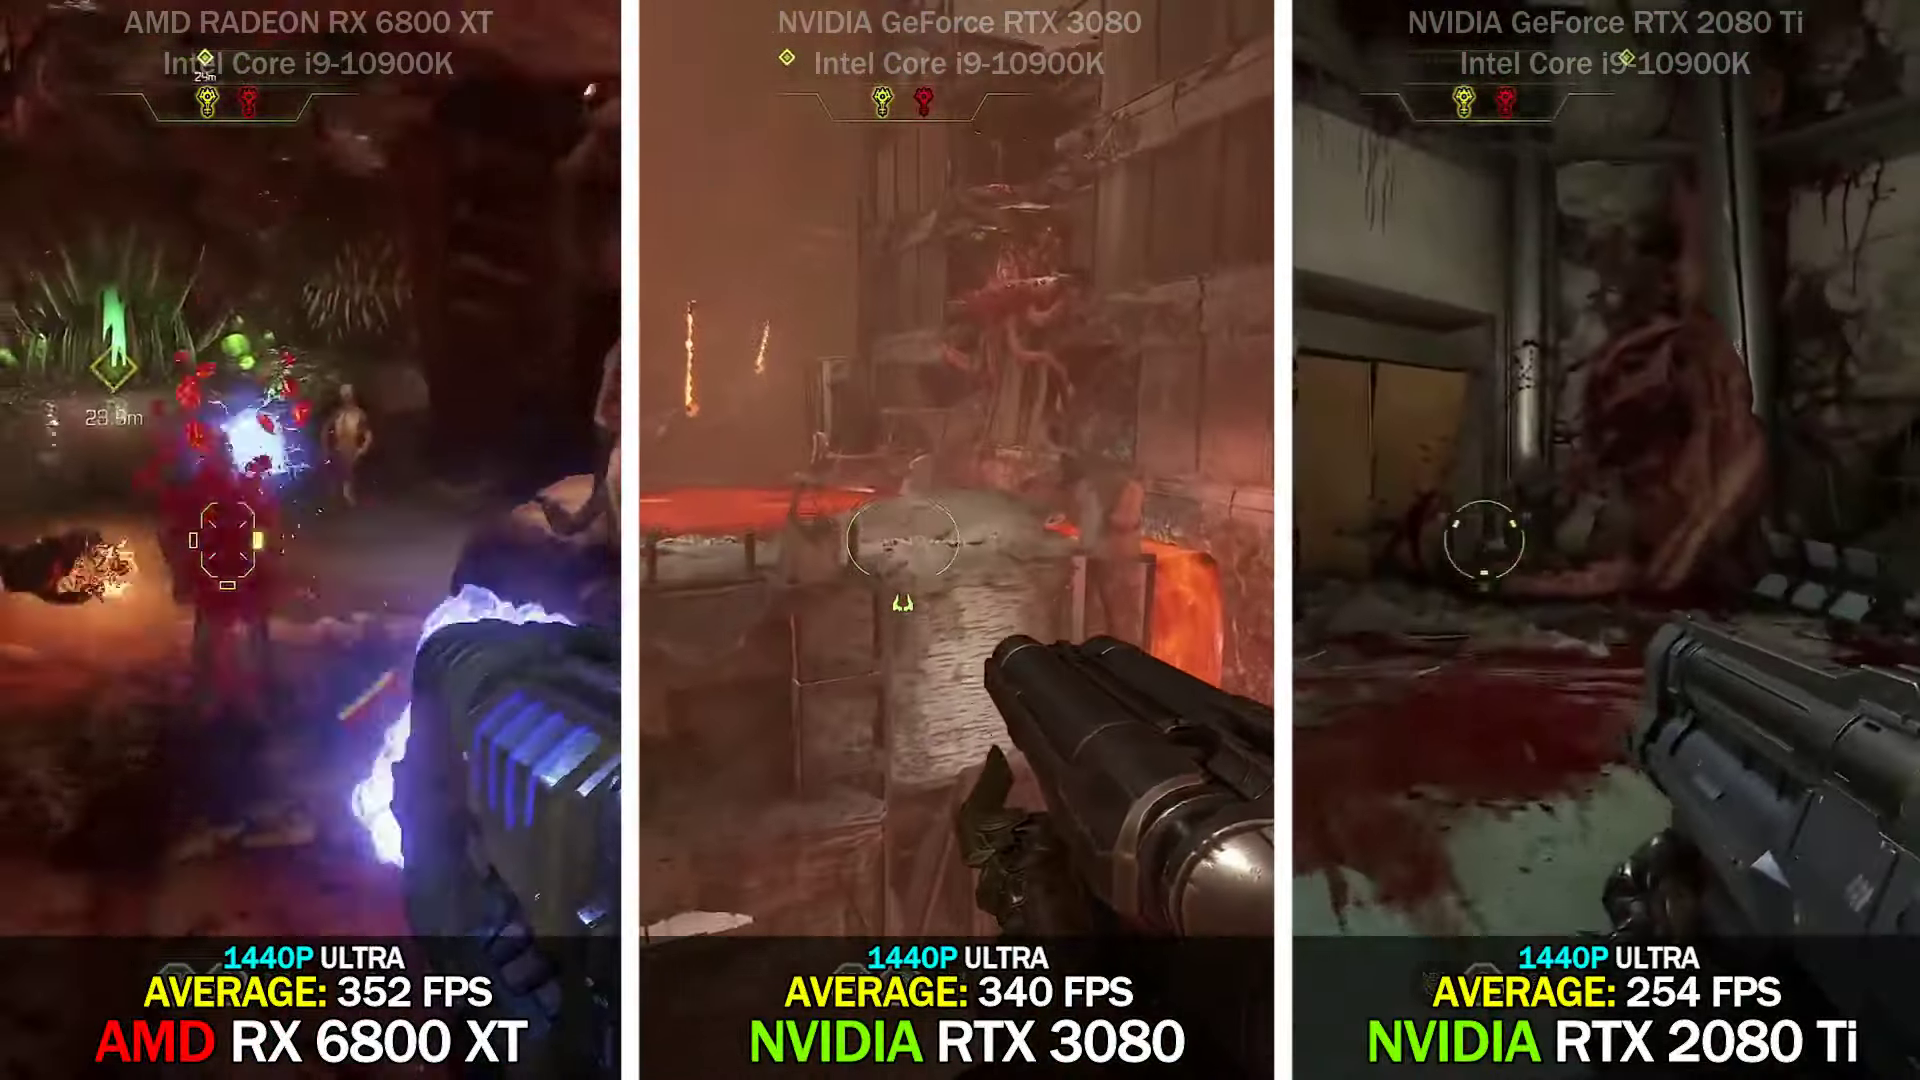 AMD RADEON RX 6800 XT
Intel Core i9-10900K
24m
23.9m
1440P ULTRA
AVERAGE: 352 FPS
AMD RX 6800 XT
NVIDIA GeForce RTX 3080
Intel Core i9-10900K
1440P ULTRA
AVERAGE: 340 FPS
NVIDIA RTX 3080
NVIDIA GeForce RTX 2080 Ti
Intel Core i9-10900K
1440P ULTRA
AVERAGE: 254 FPS
NVIDIA RTX 2080 Ti